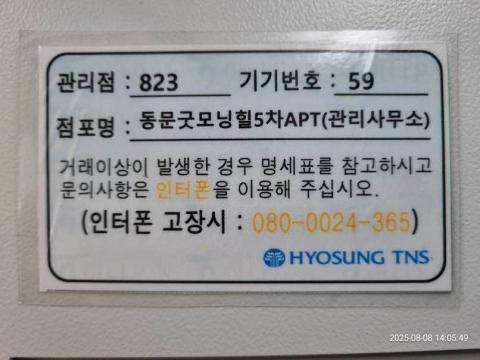 관리점 : 823 기기번호 : 59
점포명 : 동문굿모닝힐5차APT(관리사무소)
거래이상이 발생한 경우 명세표를 참고하시고
문의사항은 인터폰을 이용해 주십시오.
(인터폰 고장시 : 080-0024-365)
HYOSUNG TNS
2025-08-08 14:05:49